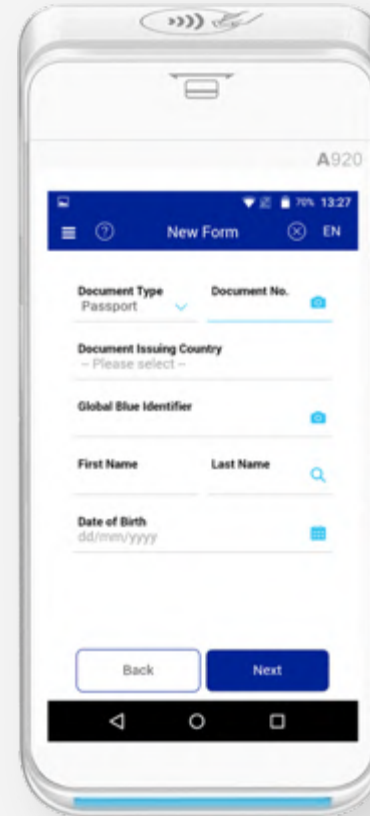 A920
70% 13:27
New Form EN
Document Type Document No.
Passport
Document Issuing Country
-- Please select --
Global Blue Identifier
First Name Last Name
Date of Birth
dd/mm/yyyy
Back Next